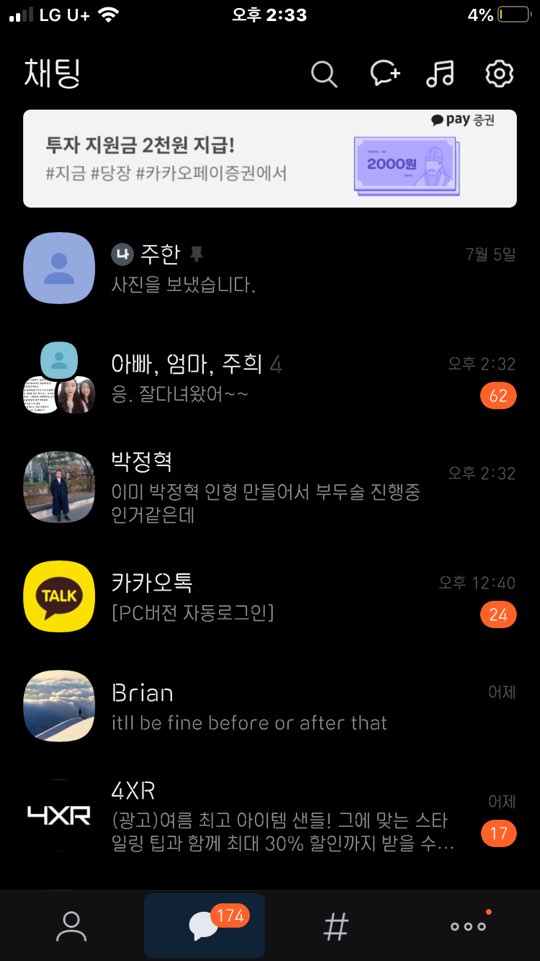 LG U+ 오후 2:33 4%
채팅
pay 증권
투자 지원금 2천원 지급!
#지금 #당장 #카카오페이증권에서
2000원
나 주한 7월 5일
사진을 보냈습니다.
아빠, 엄마, 주희 4 오후 2:32
응. 잘다녀왔어~~ 62
박정혁 오후 2:32
이미 박정혁 인형 만들어서 부두술 진행중
인거같은데
카카오톡 오후 12:40
TALK
[PC버전 자동로그인] 24
Brian 어제
itll be fine before or after that
4XR 어제
4XR
(광고)여름 최고 아이템 샌들! 그에 맞는 스타
일링 팁과 함께 최대 30% 할인까지 받을 수... 17
174
#